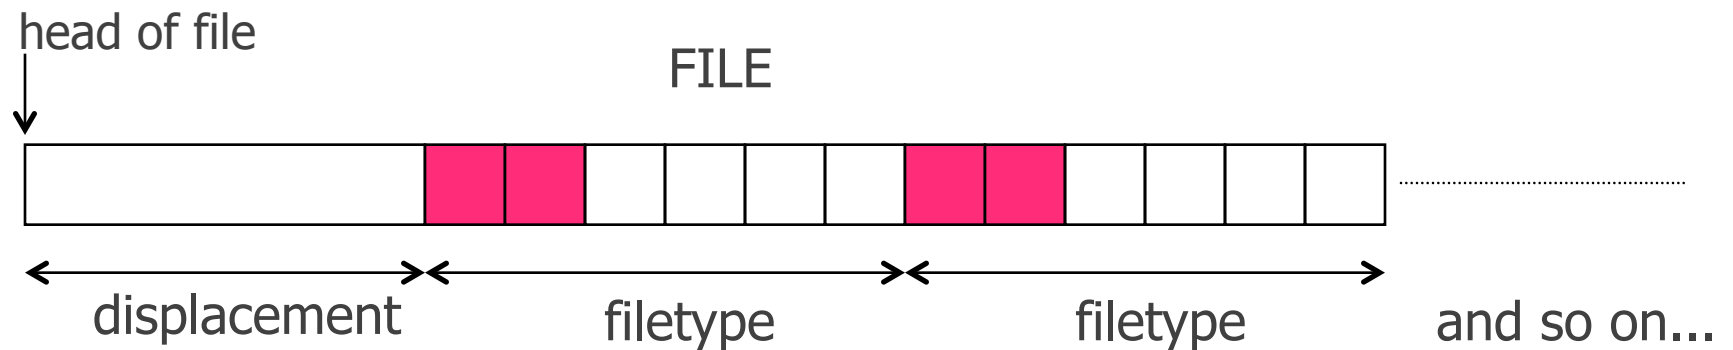 head of file
FILE
displacement
filetype
filetype
and so on...